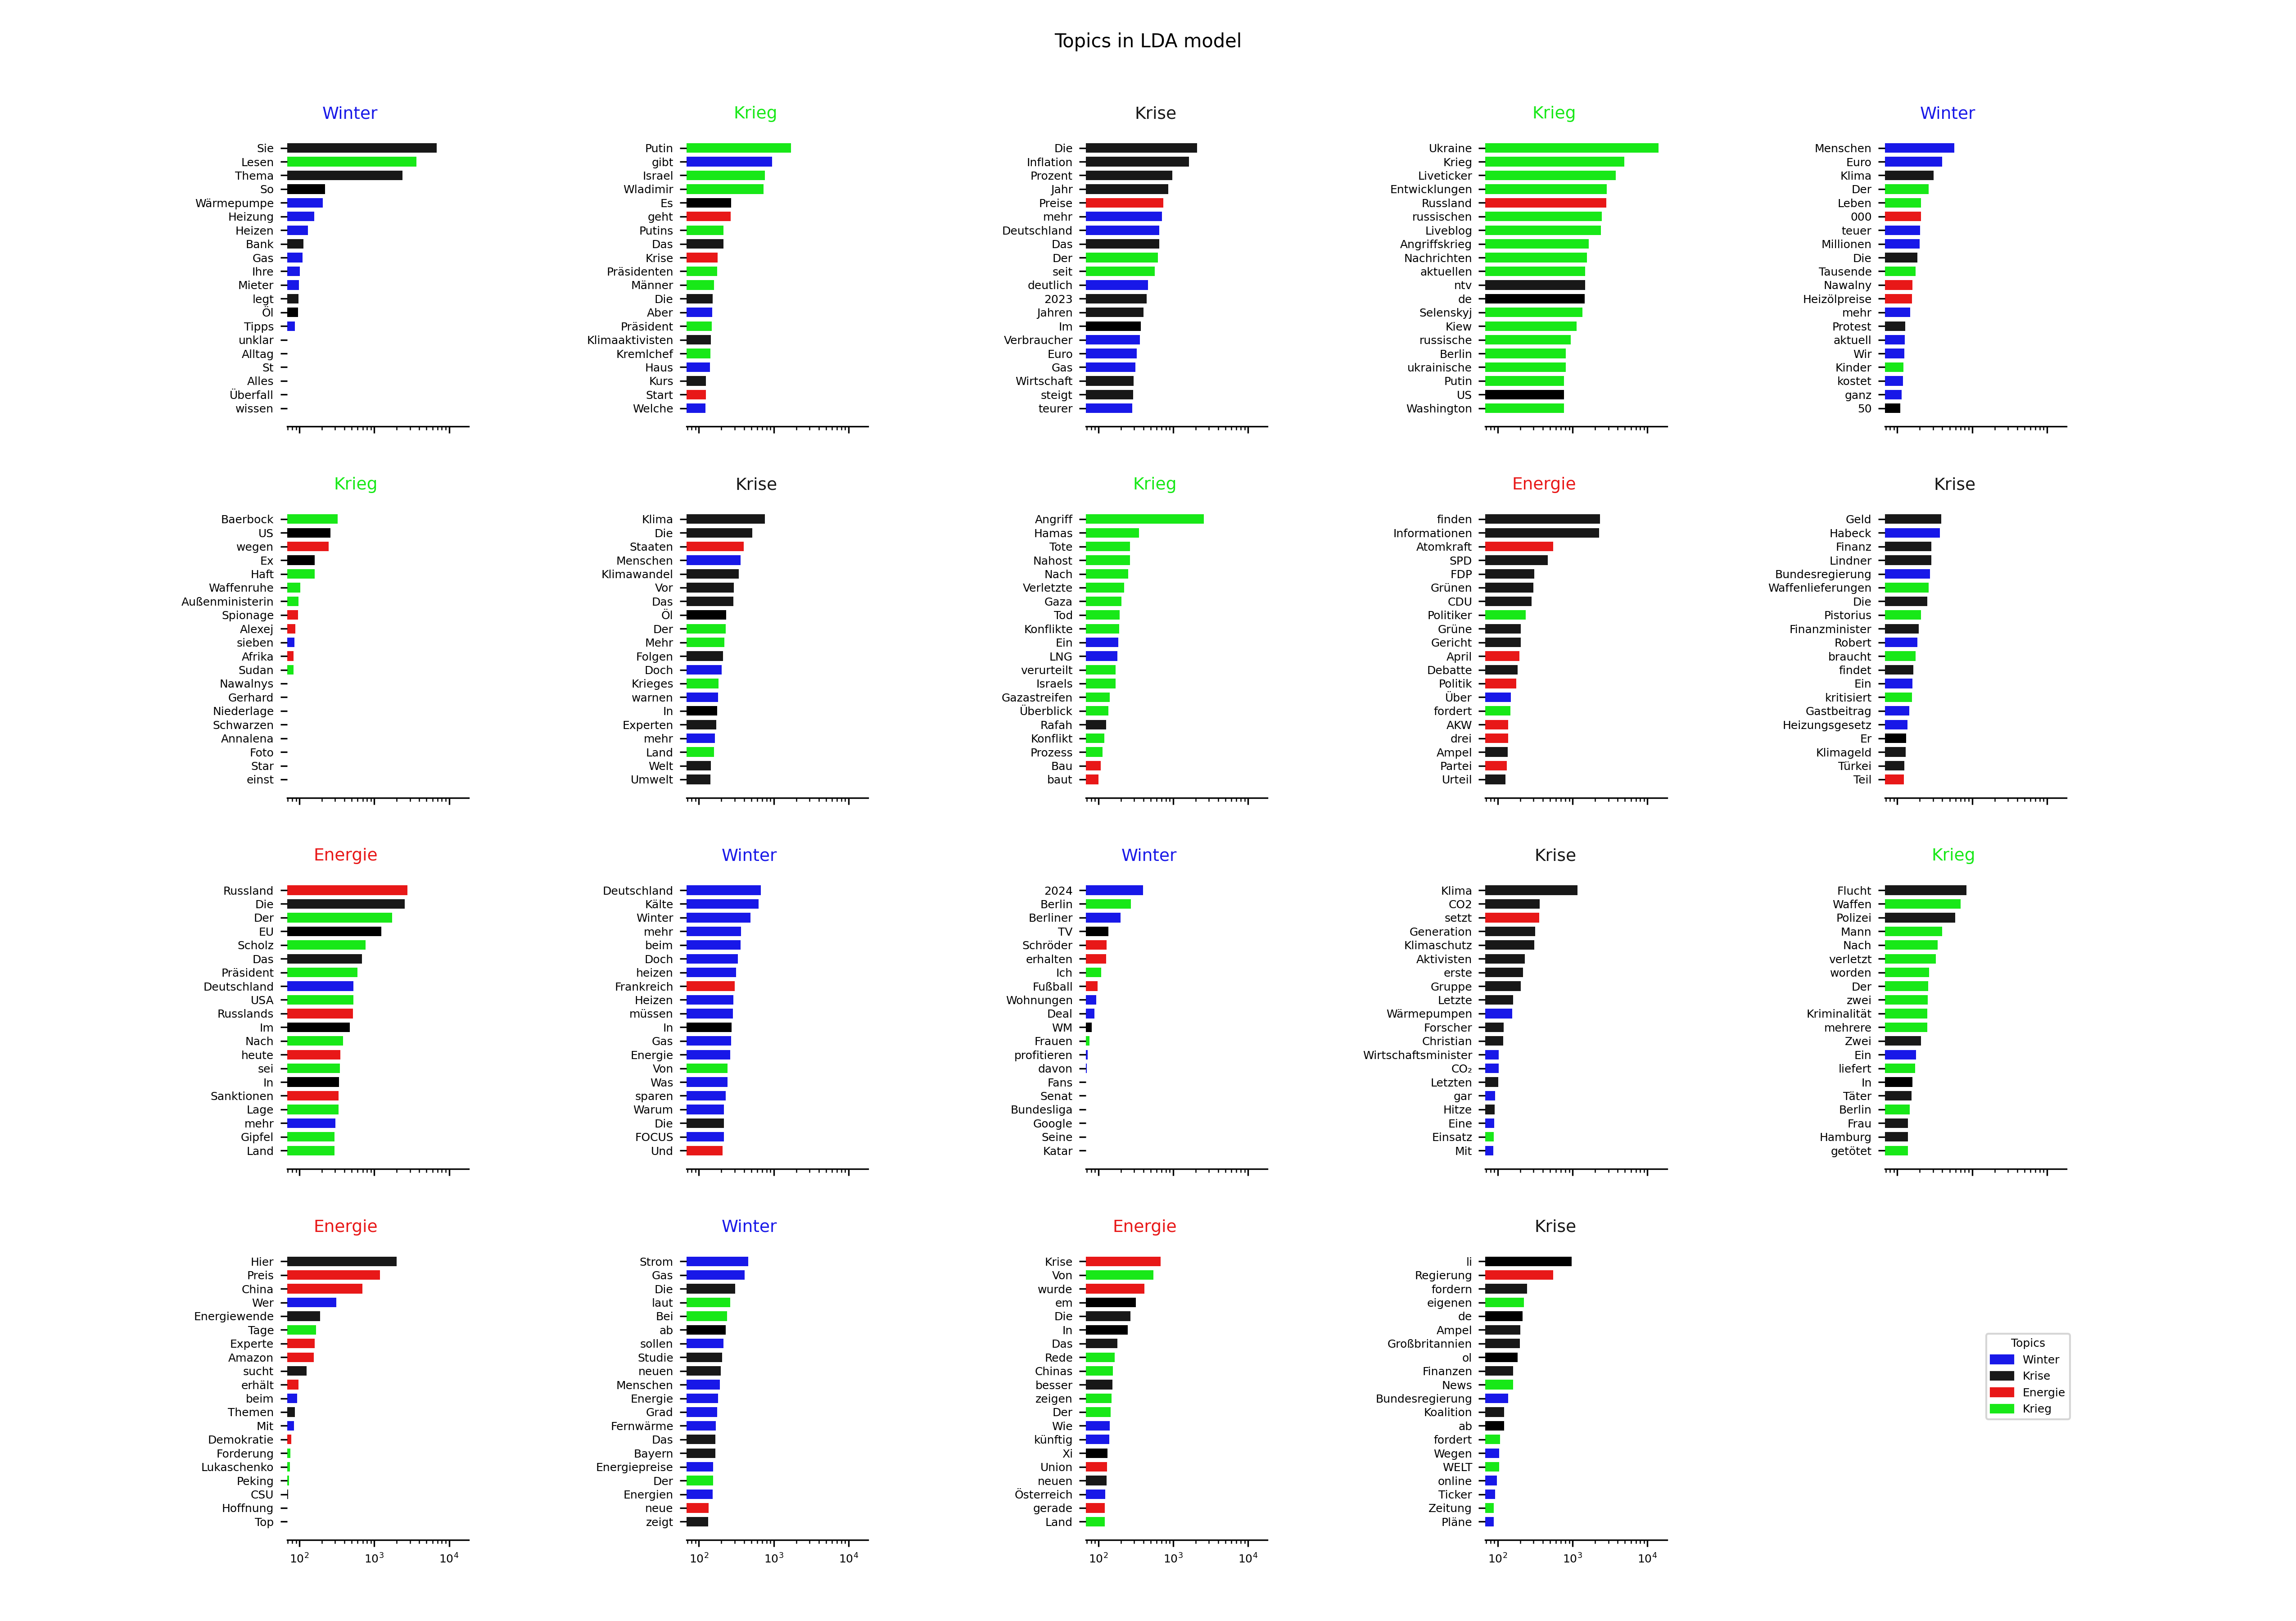 Topics in LDA model
Winter
Sie
Lesen
Thema
So
Wärmepumpe
Heizung
Heizen
Bank
Gas
Ihre
Mieter
legt
Öl
Tipps
unklar
Alltag
St
Alles
Überfall
wissen
Krieg
Putin
gibt
Israel
Wladimir
Es
geht
Putins
Das
Krise
Präsidenten
Männer
Die
Aber
Präsident
Klimaaktivisten
Kremlchef
Haus
Kurs
Start
Welche
Krise
Die
Inflation
Prozent
Jahr
Preise
mehr
Deutschland
Das
Der
seit
deutlich
2023
Jahren
Im
Verbraucher
Euro
Gas
Wirtschaft
steigt
teurer
Krieg
Ukraine
Krieg
Liveticker
Entwicklungen
Russland
russischen
Liveblog
Angriffskrieg
Nachrichten
aktuellen
ntv
de
Selenskyj
Kiew
russische
Berlin
ukrainische
Putin
US
Washington
Winter
Menschen
Euro
Klima
Der
Leben
000
teuer
Millionen
Die
Tausende
Nawalny
Heizölpreise
mehr
Protest
aktuell
Wir
Kinder
kostet
ganz
50
Krieg
Baerbock
US
wegen
Ex
Haft
Waffenruhe
Außenministerin
Spionage
Alexej
sieben
Afrika
Sudan
Nawalnys
Gerhard
Niederlage
Schwarzen
Annalena
Foto
Star
einst
Krise
Klima
Die
Staaten
Menschen
Klimawandel
Vor
Das
Öl
Der
Mehr
Folgen
Doch
Krieges
warnen
In
Experten
mehr
Land
Welt
Umwelt
Krieg
Angriff
Hamas
Tote
Nahost
Nach
Verletzte
Gaza
Tod
Konflikte
Ein
LNG
verurteilt
Israels
Gazastreifen
Überblick
Rafah
Konflikt
Prozess
Bau
baut
Energie
finden
Informationen
Atomkraft
SPD
FDP
Grünen
CDU
Politiker
Grüne
Gericht
April
Debatte
Politik
Über
fordert
AKW
drei
Ampel
Partei
Urteil
Krise
Geld
Habeck
Finanz
Lindner
Bundesregierung
Waffenlieferungen
Die
Pistorius
Finanzminister
Robert
braucht
findet
Ein
kritisiert
Gastbeitrag
Heizungsgesetz
Er
Klimageld
Türkei
Teil
Energie
Russland
Die
Der
EU
Scholz
Das
Präsident
Deutschland
USA
Russlands
Im
Nach
heute
sei
In
Sanktionen
Lage
mehr
Gipfel
Land
Winter
Deutschland
Kälte
Winter
mehr
beim
Doch
heizen
Frankreich
Heizen
müssen
In
Gas
Energie
Von
Was
sparen
Warum
Die
FOCUS
Und
Winter
2024
Berlin
Berliner
TV
Schröder
erhalten
Ich
Fußball
Wohnungen
Deal
WM
Frauen
profitieren
davon
Fans
Senat
Bundesliga
Google
Seine
Katar
Krise
Klima
CO2
setzt
Generation
Klimaschutz
Aktivisten
erste
Gruppe
Letzte
Wärmepumpen
Forscher
Christian
Wirtschaftsminister
CO₂
Letzten
gar
Hitze
Eine
Einsatz
Mit
Krieg
Flucht
Waffen
Polizei
Mann
Nach
verletzt
worden
Der
zwei
Kriminalität
mehrere
Zwei
Ein
liefert
In
Täter
Berlin
Frau
Hamburg
getötet
Energie
Hier
Preis
China
Wer
Energiewende
Tage
Experte
Amazon
sucht
erhält
beim
Themen
Mit
Demokratie
Forderung
Lukaschenko
Peking
CSU
Hoffnung
Top
10² 10³ 10⁴
Winter
Strom
Gas
Die
laut
Bei
ab
sollen
Studie
neuen
Menschen
Energie
Grad
Fernwärme
Das
Bayern
Energiepreise
Der
Energien
neue
zeigt
10² 10³ 10⁴
Energie
Krise
Von
wurde
em
Die
In
Das
Rede
Chinas
besser
zeigen
Der
Wie
künftig
Xi
Union
neuen
Österreich
gerade
Land
10² 10³ 10⁴
Krise
li
Regierung
fordern
eigenen
de
Ampel
Großbritannien
ol
Finanzen
News
Bundesregierung
Koalition
ab
fordert
Wegen
WELT
online
Ticker
Zeitung
Pläne
10² 10³ 10⁴
Topics
Winter
Krise
Energie
Krieg